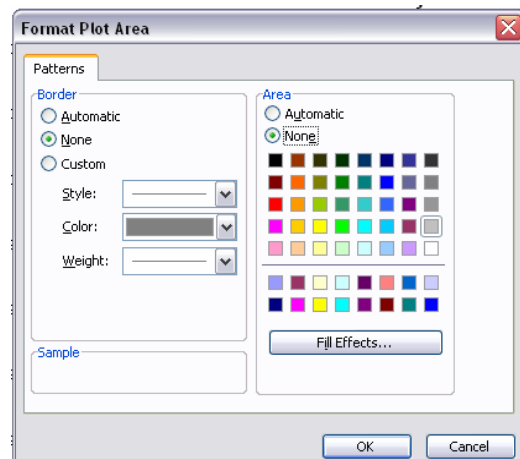 Format Plot Area
Patterns
Border
Automatic
None
Custom
Style:
Color:
Weight:
Sample
Area
Automatic
None
Fill Effects...
OK
Cancel